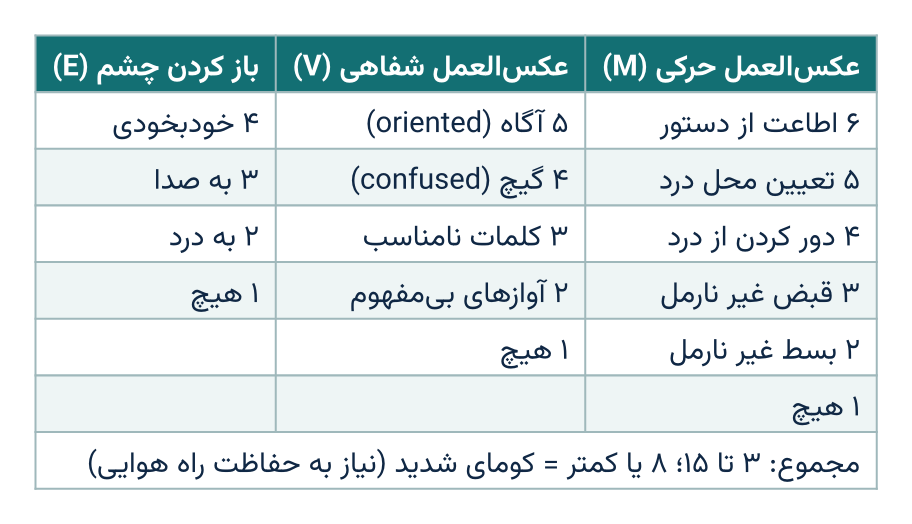 عکس‌العمل حرکی (M) عکس‌العمل شفاهی (V) باز کردن چشم (E)
۶ اطاعت از دستور ۵ آگاه (oriented) ۴ خودبخودی
۵ تعیین محل درد ۴ گیچ (confused) ۳ به صدا
۴ دور کردن از درد ۳ کلمات نامناسب ۲ به درد
۳ قبض غیر نارمل ۲ آوازهای بی‌مفهوم ۱ هیچ
۲ بسط غیر نارمل ۱ هیچ
۱ هیچ
مجموع: ۳ تا ۱۵؛ ۸ یا کمتر = کومای شدید (نیاز به حفاظت راه هوایی)